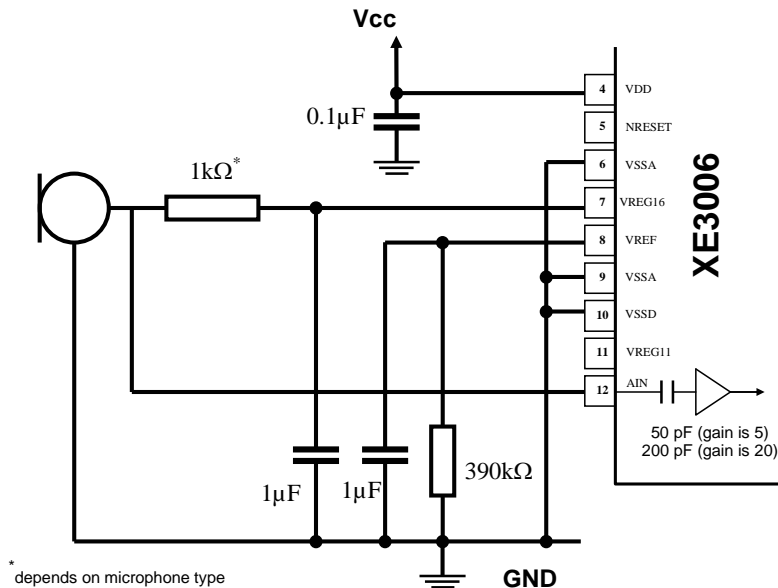 Vcc
4 VDD
0.1µF
5 NRESET
6 VSSA
1kΩ*
7 VREG16
8 VREF
XE3006
9 VSSA
10 VSSD
11 VREG11
12 AIN
50 pF (gain is 5)
200 pF (gain is 20)
1µF
1µF
390kΩ
* depends on microphone type
GND